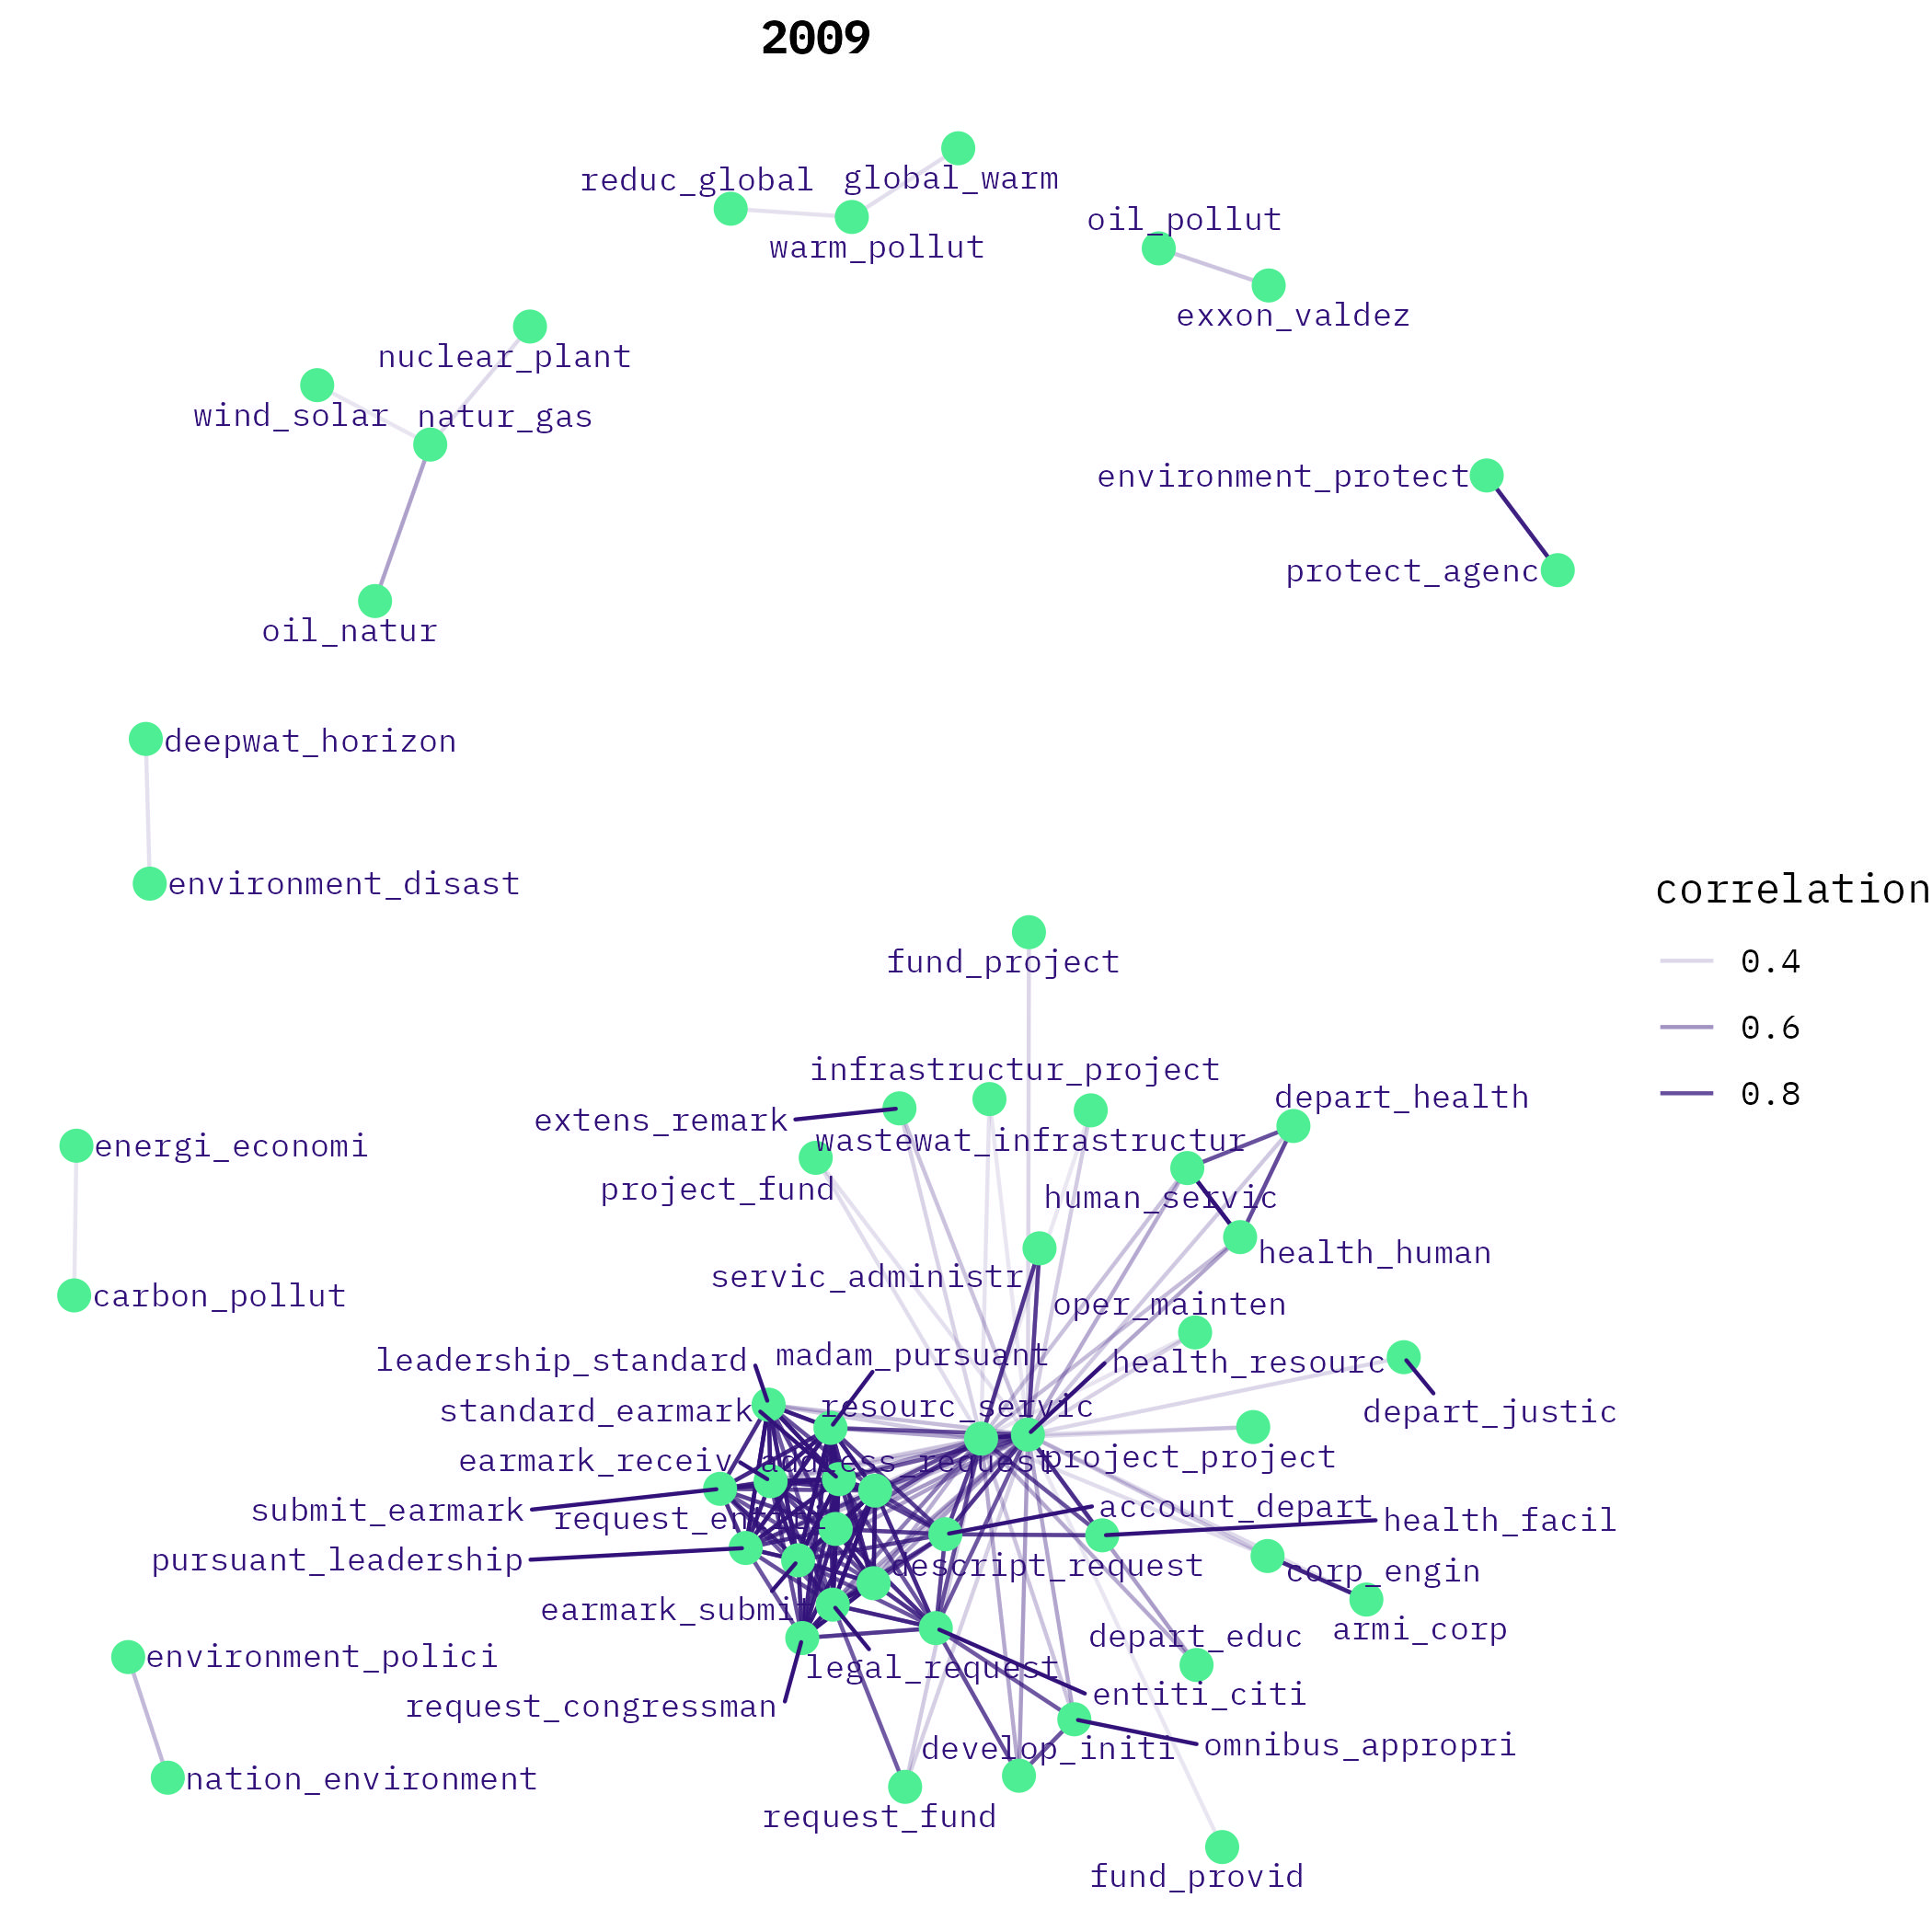 2009
reduc_global
global_warm
warm_pollut
oil_pollut
exxon_valdez
nuclear_plant
wind_solar
natur_gas
environment_protect
protect_agenc
oil_natur
deepwat_horizon
environment_disast
correlation
0.4
0.6
0.8
fund_project
infrastructur_project
depart_health
extens_remark
wastewat_infrastructur
energi_economi
project_fund
human_servic
health_human
servic_administr
carbon_pollut
oper_mainten
leadership_standard
madam_pursuant
health_resourc
standard_earmark
resourc_servic
depart_justic
earmark_receiv
address_request
project_project
submit_earmark
request_entiti
account_depart
health_facil
pursuant_leadership
descript_request
corp_engin
earmark_submit
armi_corp
depart_educ
environment_polici
legal_request
request_congressman
entiti_citi
develop_initi
omnibus_appropri
nation_environment
request_fund
fund_provid